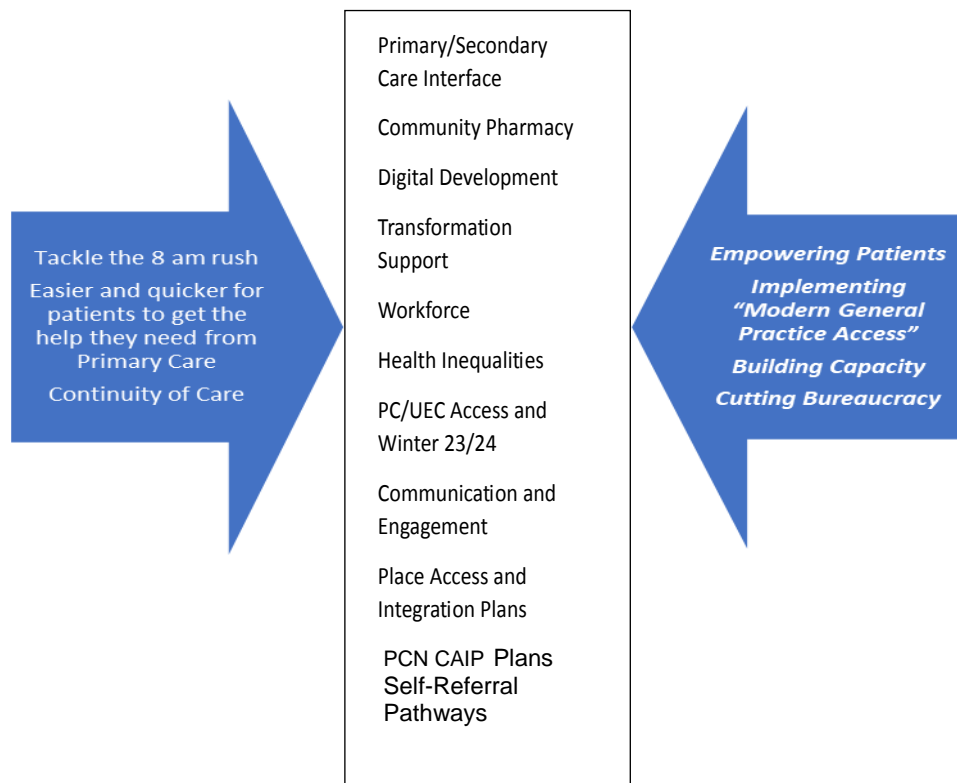 Tackle the 8 am rush
Easier and quicker for
patients to get the
help they need from
Primary Care
Continuity of Care
Primary/Secondary
Care Interface
Community Pharmacy
Digital Development
Transformation
Support
Workforce
Health Inequalities
PC/UEC Access and
Winter 23/24
Communication and
Engagement
Place Access and
Integration Plans
PCN CAIP Plans
Self-Referral
Pathways
Empowering Patients
Implementing
“Modern General
Practice Access”
Building Capacity
Cutting Bureaucracy